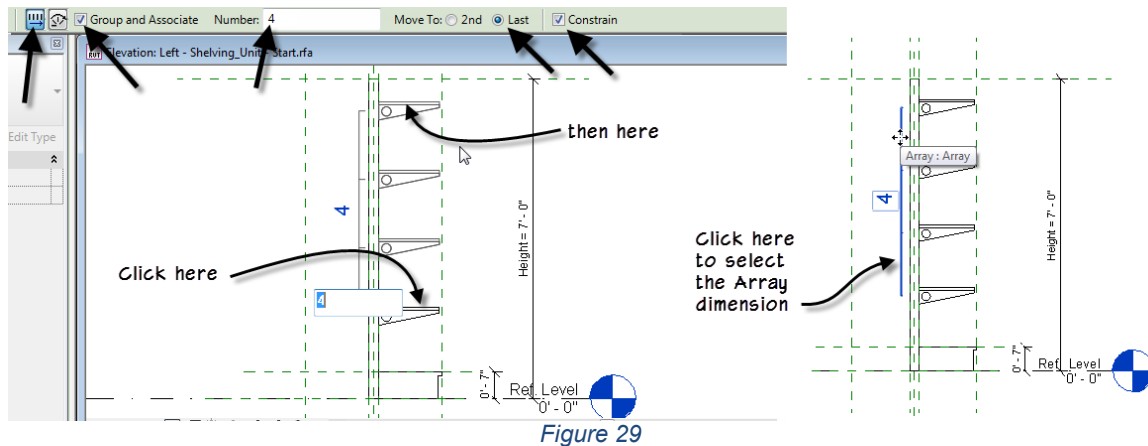 Group and Associate Number: 4 Move To: 2nd Last Constrain
Elevation: Left - Shelving_Unit - Start.rfa
Edit Type
then here
4
Click here
4
Height = 7' - 0"
0' - 7"
Ref. Level
0' - 0"
Array : Array
4
Click here
to select
the Array
dimension
Height = 7' - 0"
0' - 7"
Ref. Level
0' - 0"
Figure 29